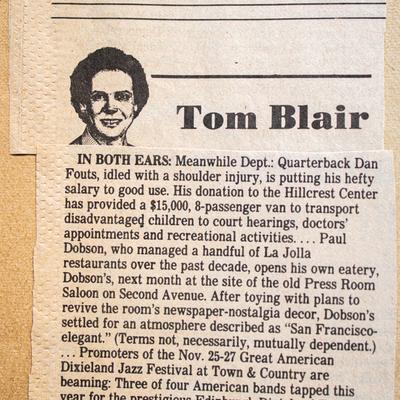 Tom Blair
IN BOTH EARS: Meanwhile Dept.: Quarterback Dan
Fouts, idled with a shoulder injury, is putting his hefty
salary to good use. His donation to the Hillcrest Center
has provided a $15,000, 8-passenger van to transport
disadvantaged children to court hearings, doctors'
appointments and recreational activities. . . . Paul
Dobson, who managed a handful of La Jolla
restaurants over the past decade, opens his own eatery,
Dobson's, next month at the site of the old Press Room
Saloon on Second Avenue. After toying with plans to
revive the room's newspaper-nostalgia decor, Dobson's
settled for an atmosphere described as “San Francisco-
elegant.” (Terms not, necessarily, mutually dependent.)
. . . Promoters of the Nov. 25-27 Great American
Dixieland Jazz Festival at Town & Country are
beaming: Three of four American bands tapped this
year for the prestigious Edinburgh